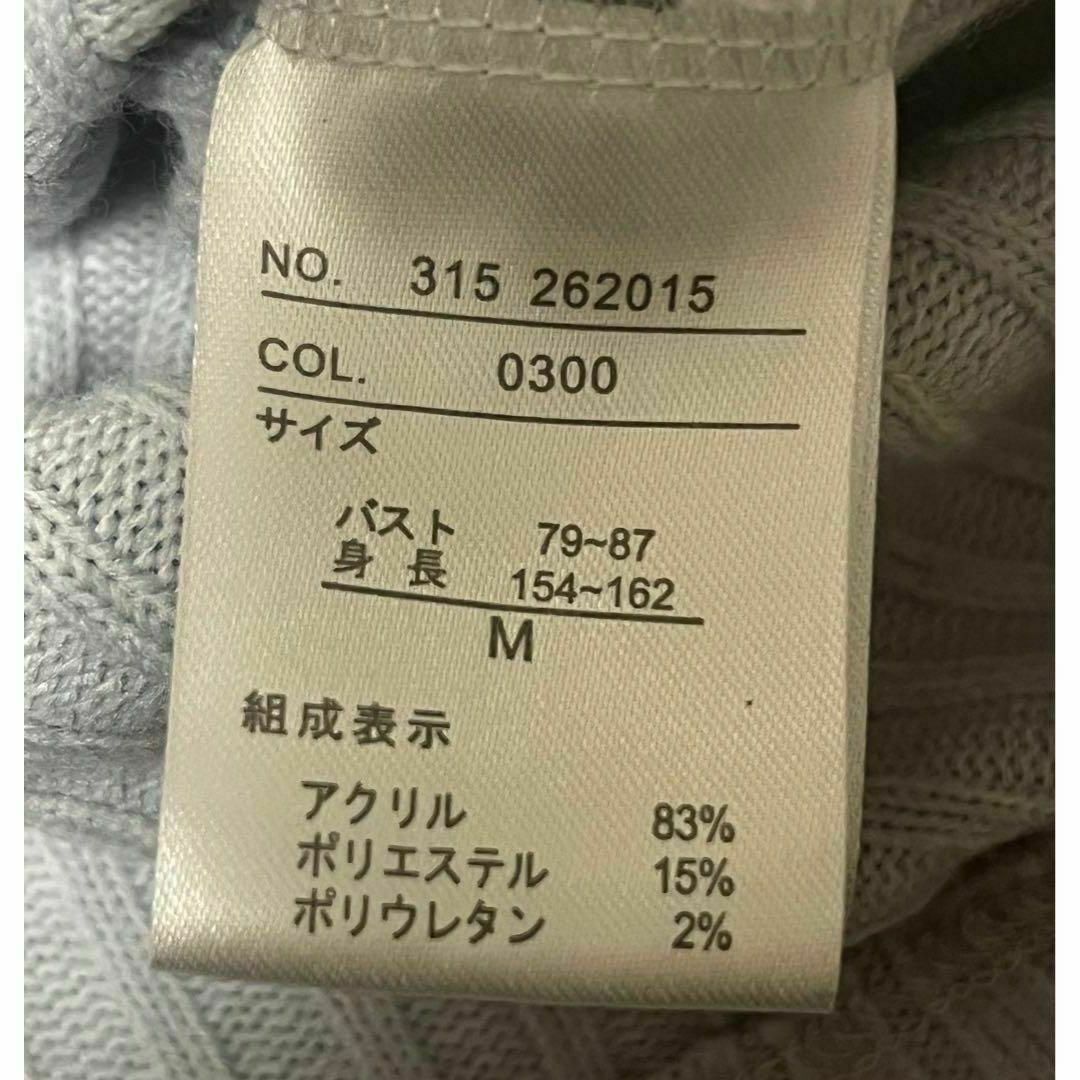 NO. 315 262015
COL. 0300
サイズ
バスト 79~87
身 長 154~162
M
組成表示
アクリル 83%
ポリエステル 15%
ポリウレタン 2%